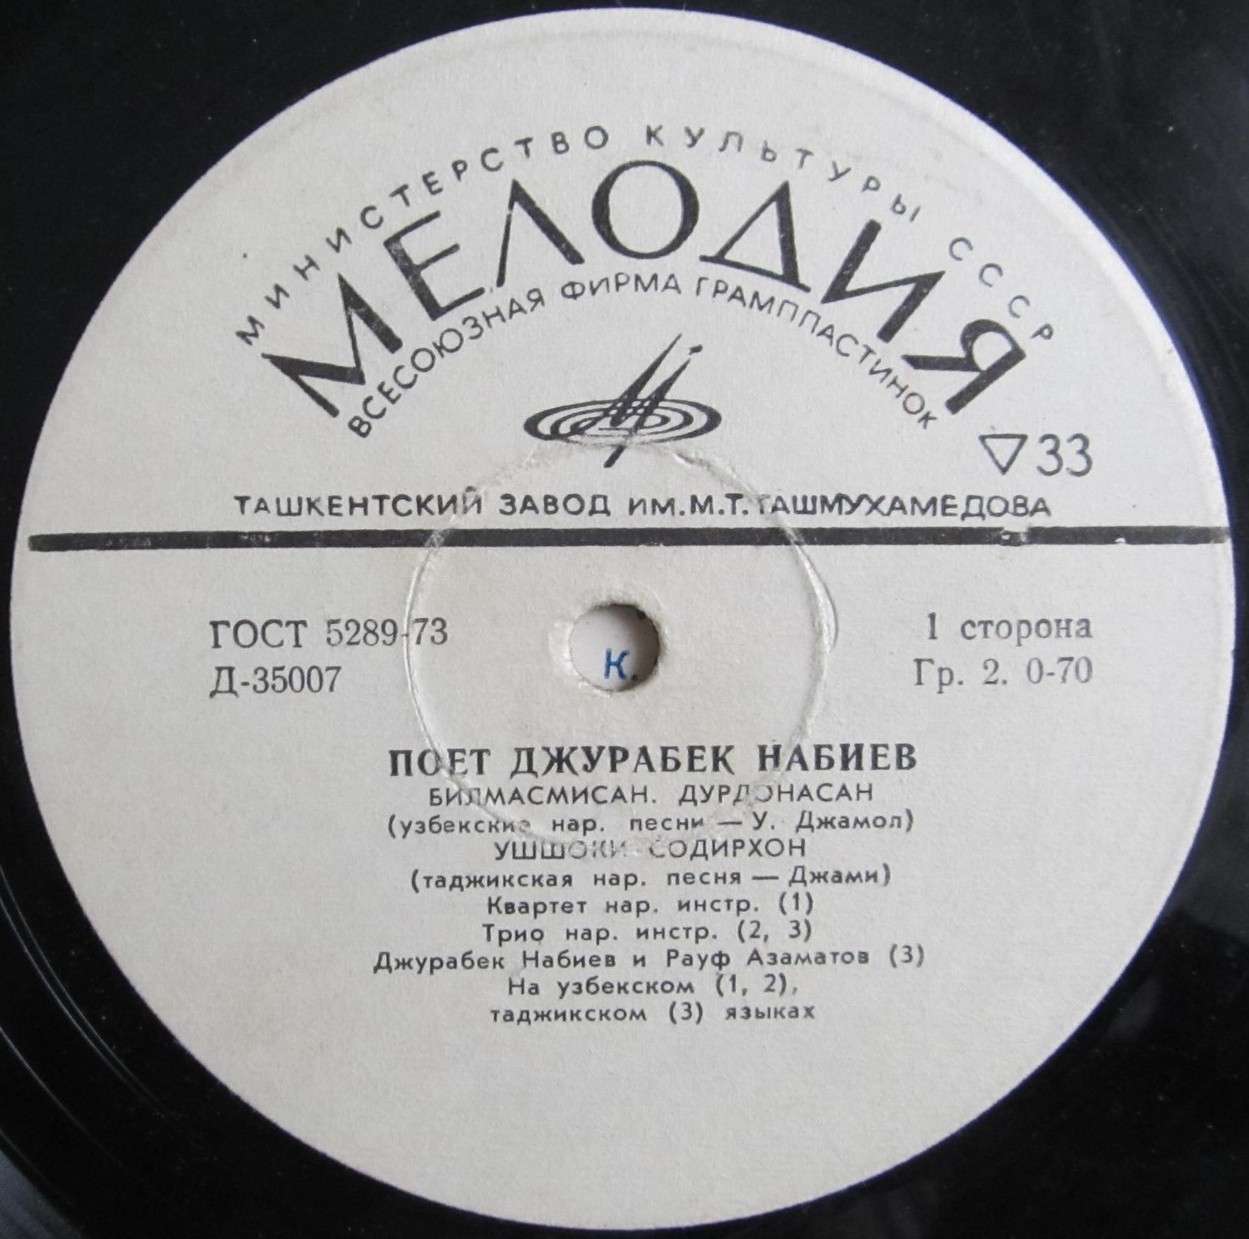 МИНИСТЕРСТВО КУЛЬТУРЫ СССР
МЕЛОДИЯ
ВСЕСОЮЗНАЯ ФИРМА ГРАМПЛАСТИНОК
▽33
ТАШКЕНТСКИЙ ЗАВОД ИМ.М.Т.ТАШМУХАМЕДОВА
ГОСТ 5289-73
1 сторона
Д-35007
Гр. 2. 0-70
К.
ПОЕТ ДЖУРАБЕК НАБИЕВ
БИЛМАСМИСАН. ДУРДОНАСАН
(узбекские нар. песни — У. Джамол)
УШШОКИ СОДИРХОН
(таджикская нар. песня — Джами)
Квартет нар. инстр. (1)
Трио нар. инстр. (2, 3)
Джурабек Набиев и Рауф Азаматов (3)
На узбекском (1, 2),
таджикском (3) языках